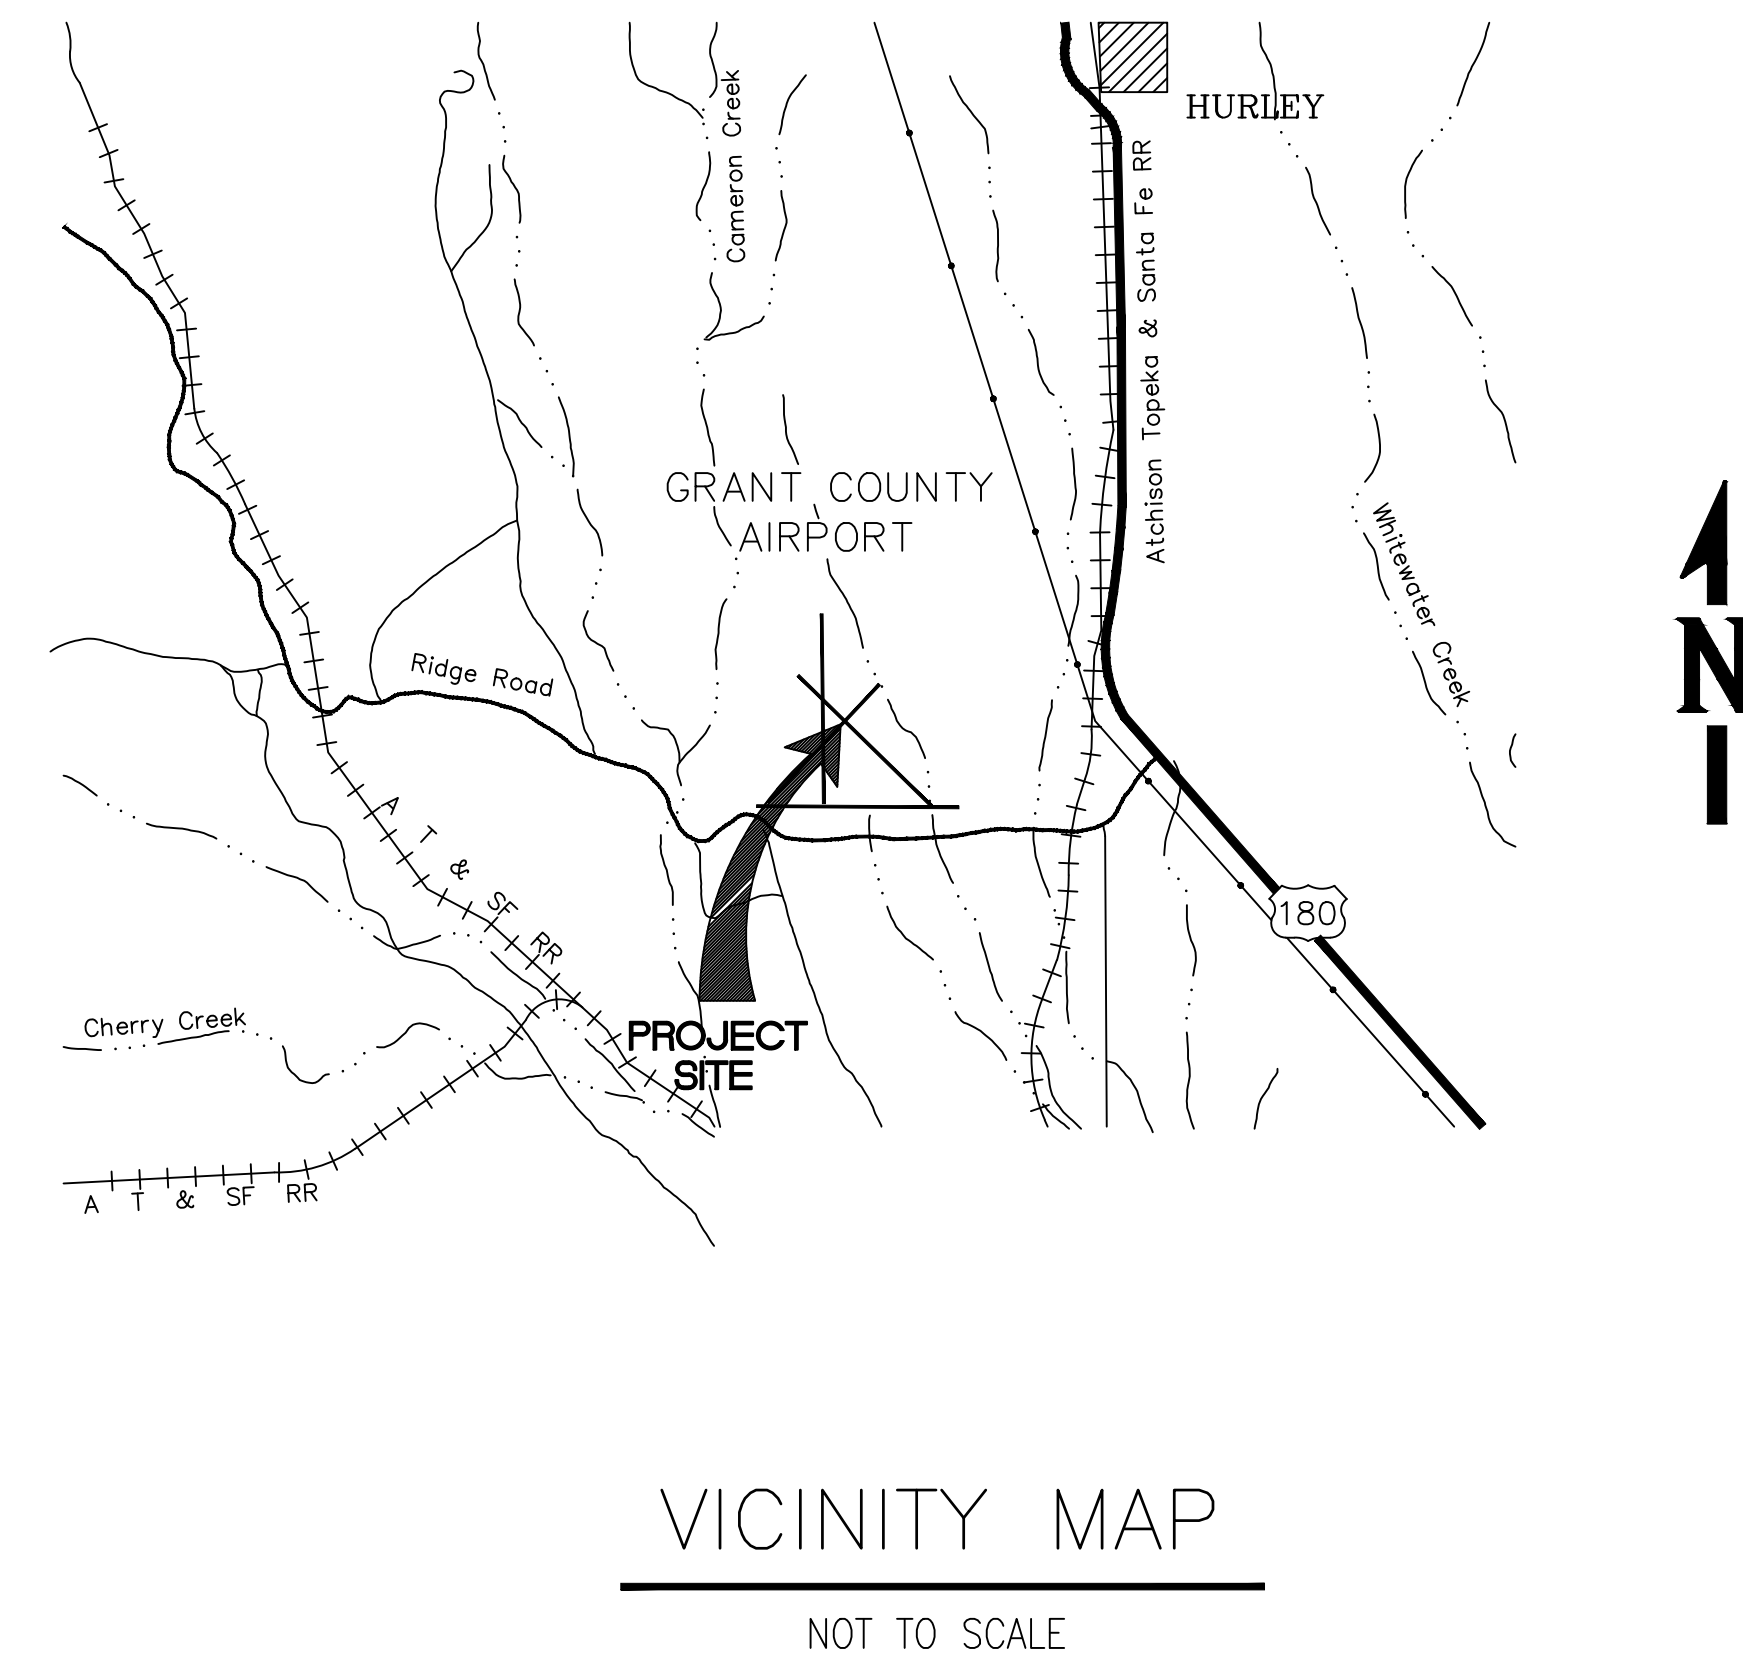 HURLEY
Cameron Creek
Atchison Topeka & Santa Fe RR
GRANT COUNTY
AIRPORT
Whitewater Creek
N
Ridge Road
A T & SF RR
180
Cherry Creek
PROJECT
SITE
A T & SF RR
VICINITY MAP
NOT TO SCALE